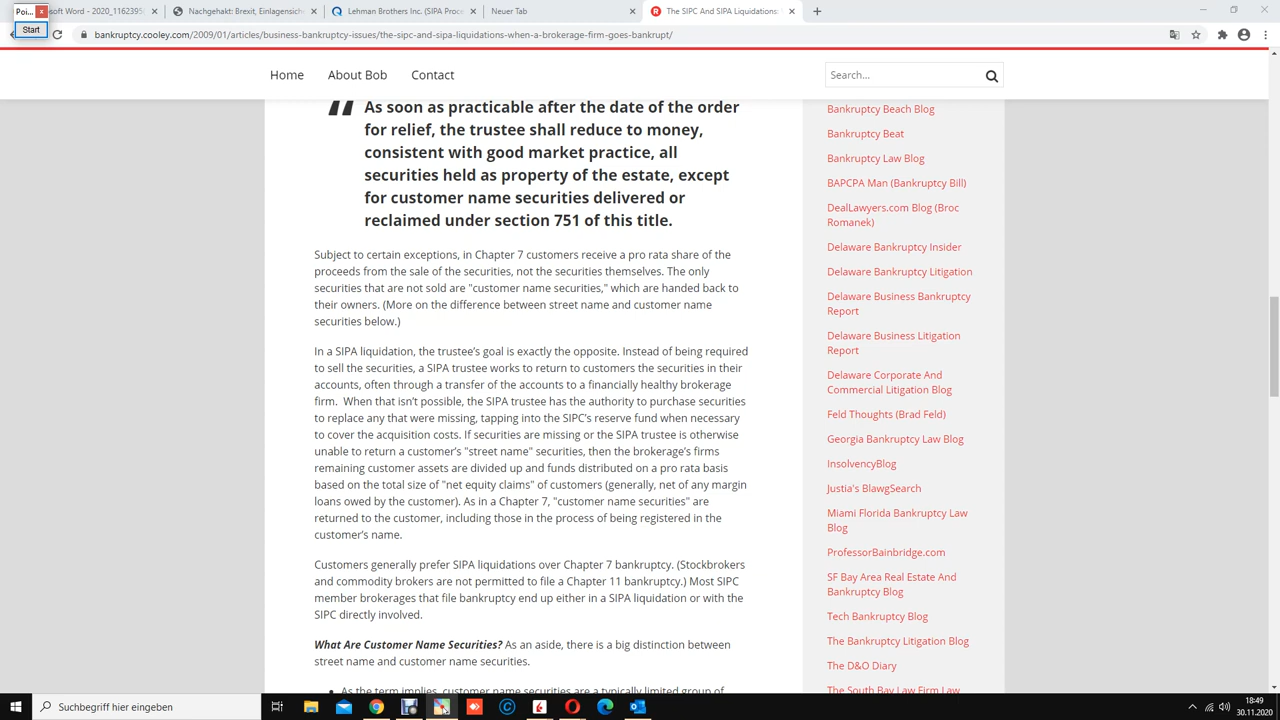 Poi...
Start
osoft Word - 2020_1162395
Nachgehakt: Brexit, Einlagensich
Lehman Brothers Inc. (SIPA Proce
Neuer Tab
The SIPC And SIPA Liquidations:
bankruptcy.cooley.com/2009/01/articles/business-bankruptcy-issues/the-sipc-and-sipa-liquidations-when-a-brokerage-firm-goes-bankrupt/
Home
About Bob
Contact
Search...
“ As soon as practicable after the date of the order
for relief, the trustee shall reduce to money,
consistent with good market practice, all
securities held as property of the estate, except
for customer name securities delivered or
reclaimed under section 751 of this title.
Subject to certain exceptions, in Chapter 7 customers receive a pro rata share of the
proceeds from the sale of the securities, not the securities themselves. The only
securities that are not sold are "customer name securities," which are handed back to
their owners. (More on the difference between street name and customer name
securities below.)
In a SIPA liquidation, the trustee’s goal is exactly the opposite. Instead of being required
to sell the securities, a SIPA trustee works to return to customers the securities in their
accounts, often through a transfer of the accounts to a financially healthy brokerage
firm.  When that isn’t possible, the SIPA trustee has the authority to purchase securities
to replace any that were missing, tapping into the SIPC’s reserve fund when necessary
to cover the acquisition costs. If securities are missing or the SIPA trustee is otherwise
unable to return a customer’s "street name" securities, then the brokerage’s firms
remaining customer assets are divided up and funds distributed on a pro rata basis
based on the total size of "net equity claims" of customers (generally, net of any margin
loans owed by the customer). As in a Chapter 7, "customer name securities" are
returned to the customer, including those in the process of being registered in the
customer’s name.
Customers generally prefer SIPA liquidations over Chapter 7 bankruptcy. (Stockbrokers
and commodity brokers are not permitted to file a Chapter 11 bankruptcy.) Most SIPC
member brokerages that file bankruptcy end up either in a SIPA liquidation or with the
SIPC directly involved.
What Are Customer Name Securities? As an aside, there is a big distinction between
street name and customer name securities.
• As the term implies, customer name securities are a typically limited group of
Bankruptcy Beach Blog
Bankruptcy Beat
Bankruptcy Law Blog
BAPCPA Man (Bankruptcy Bill)
DealLawyers.com Blog (Broc
Romanek)
Delaware Bankruptcy Insider
Delaware Bankruptcy Litigation
Delaware Business Bankruptcy
Report
Delaware Business Litigation
Report
Delaware Corporate And
Commercial Litigation Blog
Feld Thoughts (Brad Feld)
Georgia Bankruptcy Law Blog
InsolvencyBlog
Justia's BlawgSearch
Miami Florida Bankruptcy Law
Blog
ProfessorBainbridge.com
SF Bay Area Real Estate And
Bankruptcy Blog
Tech Bankruptcy Blog
The Bankruptcy Litigation Blog
The D&O Diary
The South Bay Law Firm Law
Suchbegriff hier eingeben
18:49
30.11.2020